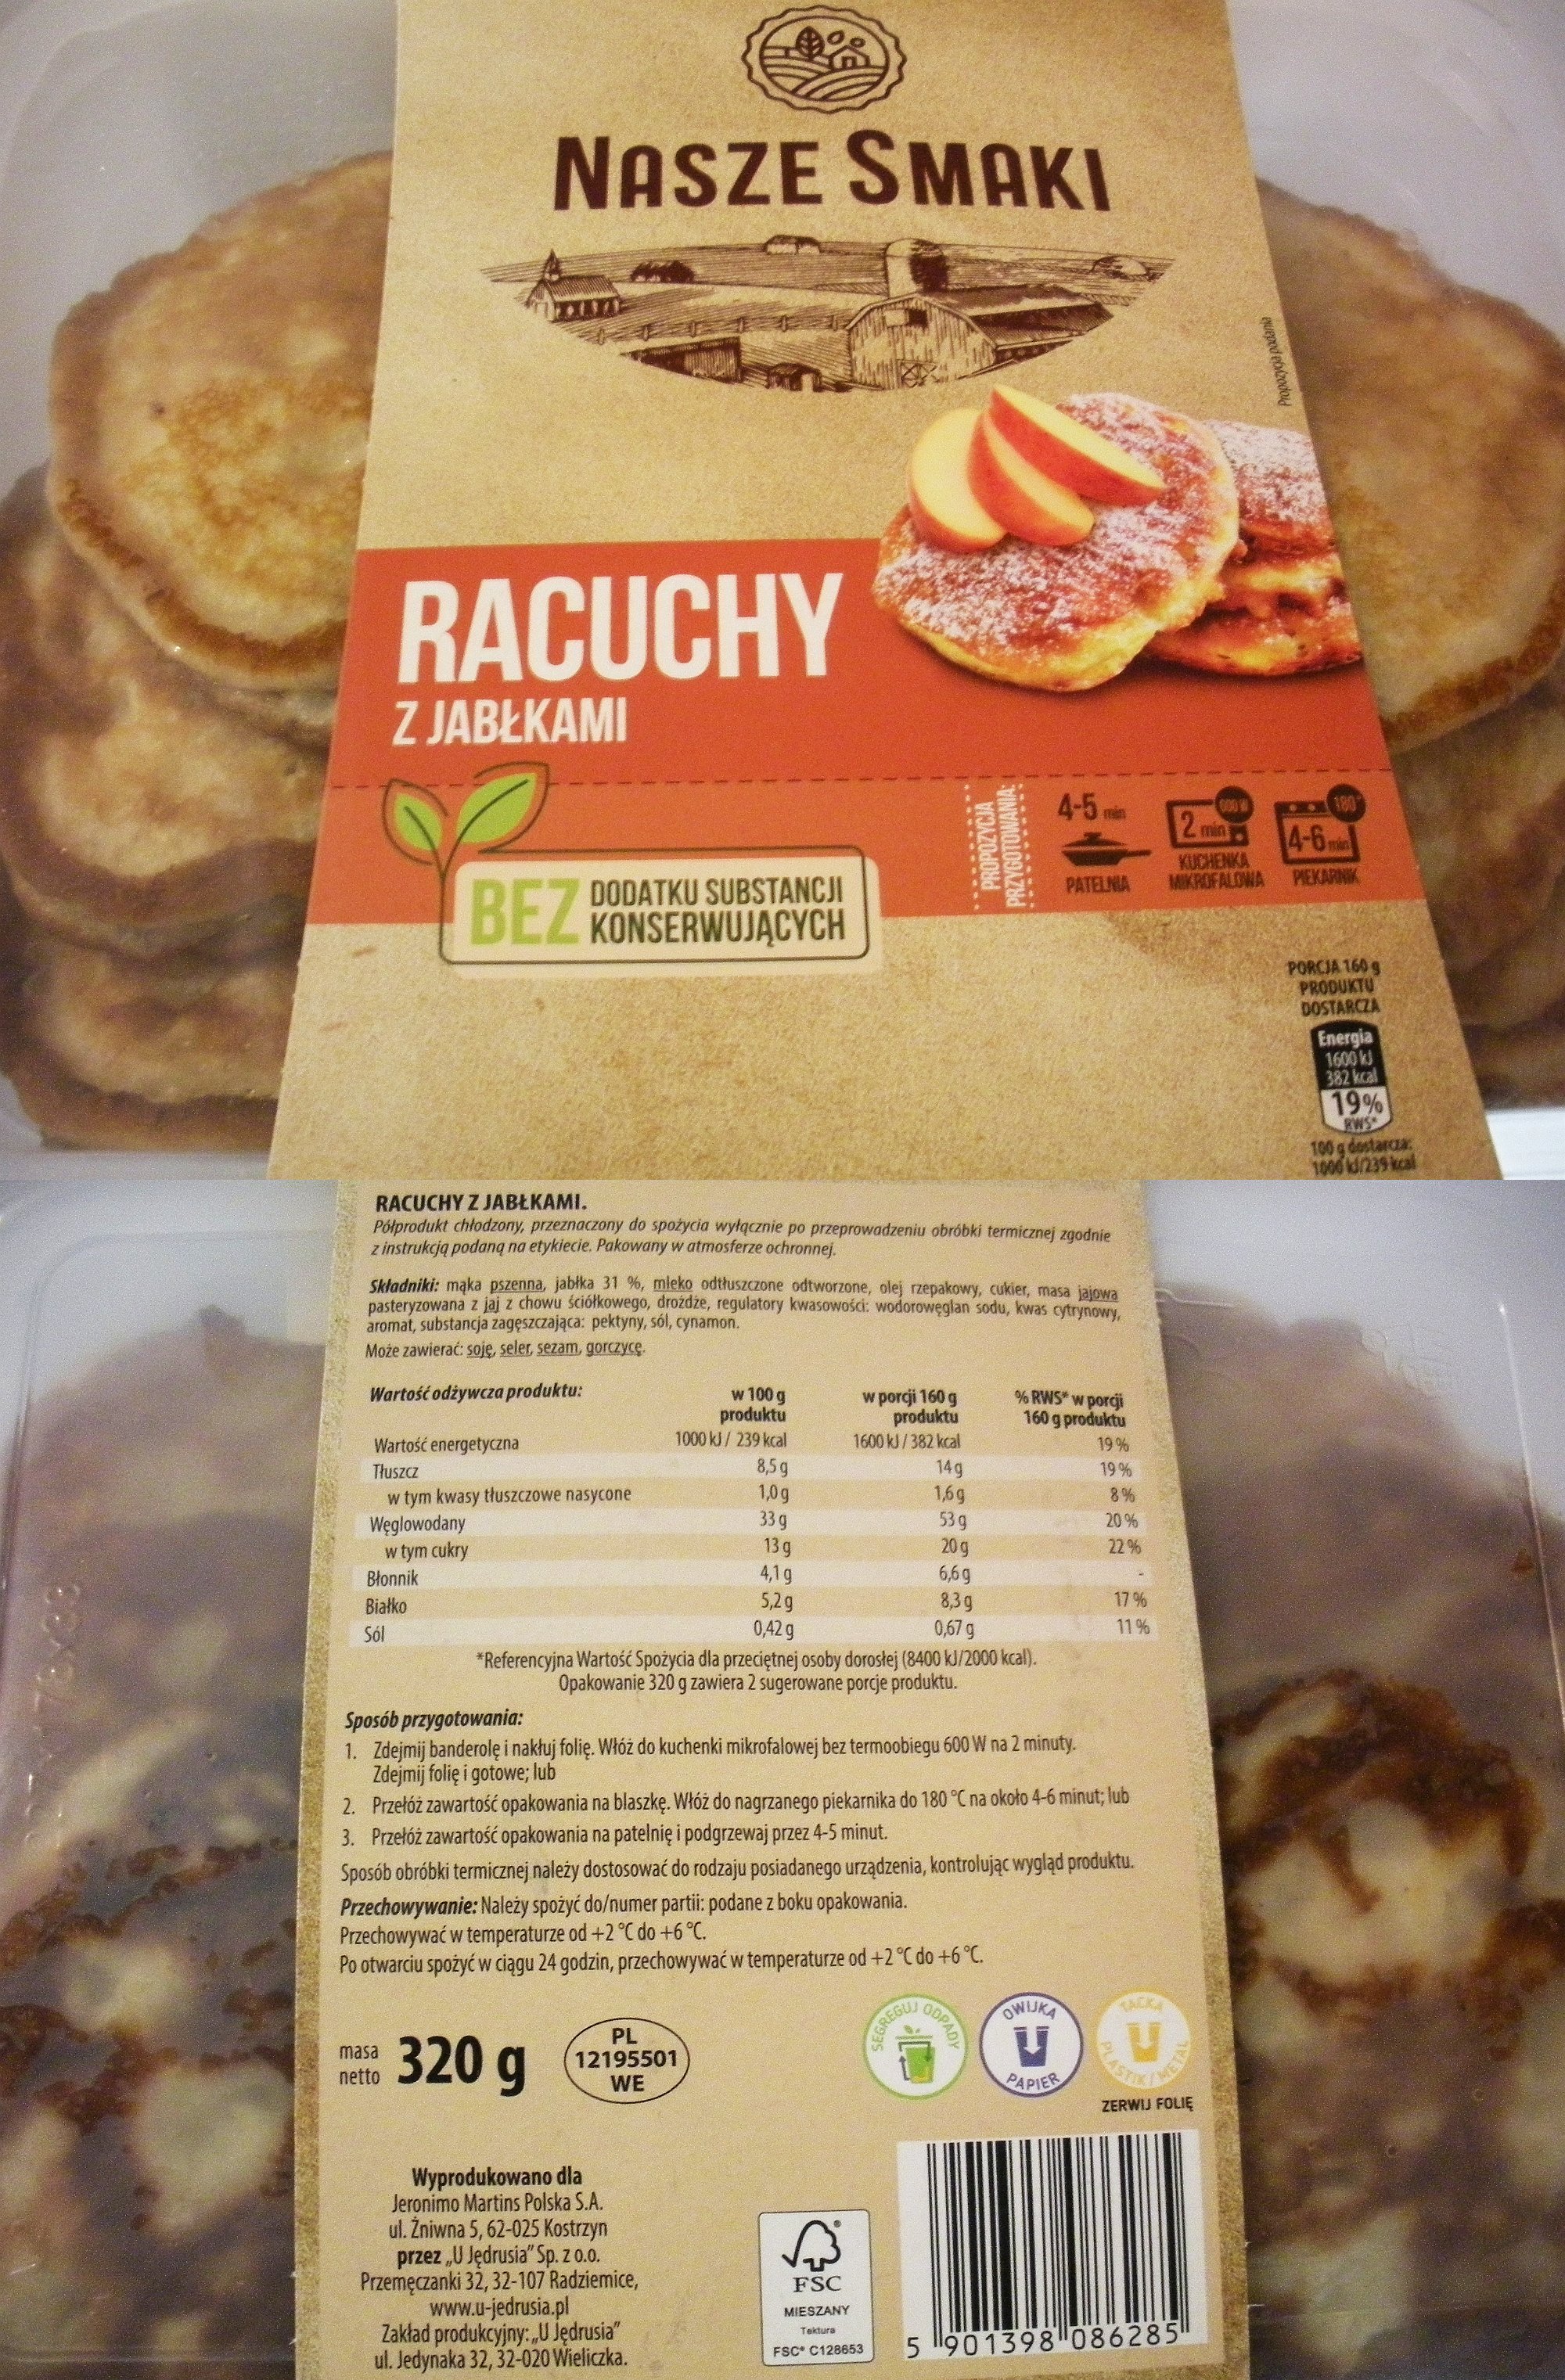 NASZE SMAKI
Propozycja podania
RACUCHY
Z JABŁKAMI
BEZ DODATKU SUBSTANCJI
KONSERWUJĄCYCH
PROPOZYCJA
PRZYGOTOWANIA:
4-5 min
PATELNIA
600 W
2 min
KUCHENKA
MIKROFALOWA
180°
4-6 min
PIEKARNIK
PORCJA 160 g
PRODUKTU
DOSTARCZA
Energia
1600 kJ
382 kcal
19%
RWS*
100 g dostarcza:
1000 kJ/239 kcal
RACUCHY Z JABŁKAMI.
Półprodukt chłodzony, przeznaczony do spożycia wyłącznie po przeprowadzeniu obróbki termicznej zgodnie
z instrukcją podaną na etykiecie. Pakowany w atmosferze ochronnej.
Składniki: mąka pszenna, jabłka 31 %, mleko odtłuszczone odtworzone, olej rzepakowy, cukier, masa jajowa
pasteryzowana z jaj z chowu ściółkowego, drożdże, regulatory kwasowości: wodorowęglan sodu, kwas cytrynowy,
aromat, substancja zagęszczająca: pektyny, sól, cynamon.
Może zawierać: soję, seler, sezam, gorczycę.
Wartość odżywcza produktu: w 100 g produktu w porcji 160 g produktu % RWS* w porcji 160 g produktu
Wartość energetyczna 1000 kJ / 239 kcal 1600 kJ / 382 kcal 19 %
Tłuszcz 8,5 g 14 g 19 %
w tym kwasy tłuszczowe nasycone 1,0 g 1,6 g 8 %
Węglowodany 33 g 53 g 20 %
w tym cukry 13 g 20 g 22 %
Błonnik 4,1 g 6,6 g -
Białko 5,2 g 8,3 g 17 %
Sól 0,42 g 0,67 g 11 %
*Referencyjna Wartość Spożycia dla przeciętnej osoby dorosłej (8400 kJ/2000 kcal).
Opakowanie 320 g zawiera 2 sugerowane porcje produktu.
Sposób przygotowania:
1. Zdejmij banderolę i nakłuj folię. Włóż do kuchenki mikrofalowej bez termoobiegu 600 W na 2 minuty.
Zdejmij folię i gotowe; lub
2. Przełóż zawartość opakowania na blaszkę. Włóż do nagrzanego piekarnika do 180 °C na około 4-6 minut; lub
3. Przełóż zawartość opakowania na patelnię i podgrzewaj przez 4-5 minut.
Sposób obróbki termicznej należy dostosować do rodzaju posiadanego urządzenia, kontrolując wygląd produktu.
Przechowywanie: Należy spożyć do/numer partii: podane z boku opakowania.
Przechowywać w temperaturze od +2 °C do +6 °C.
Po otwarciu spożyć w ciągu 24 godzin, przechowywać w temperaturze od +2 °C do +6 °C.
masa
netto 320 g
PL
12195501
WE
SEGREGUJ ODPADY
OWIJKA
PAPIER
TACKA
PLASTIK / METAL
ZERWIJ FOLIĘ
Wyprodukowano dla
Jeronimo Martins Polska S.A.
ul. Żniwna 5, 62-025 Kostrzyn
przez „U Jędrusia” Sp. z o.o.
Przemęczanki 32, 32-107 Radziemice,
www.u-jedrusia.pl
Zakład produkcyjny: „U Jędrusia”
ul. Jedynaka 32, 32-020 Wieliczka.
FSC
MIESZANY
Tektura
FSC® C128653
5 901398 086285